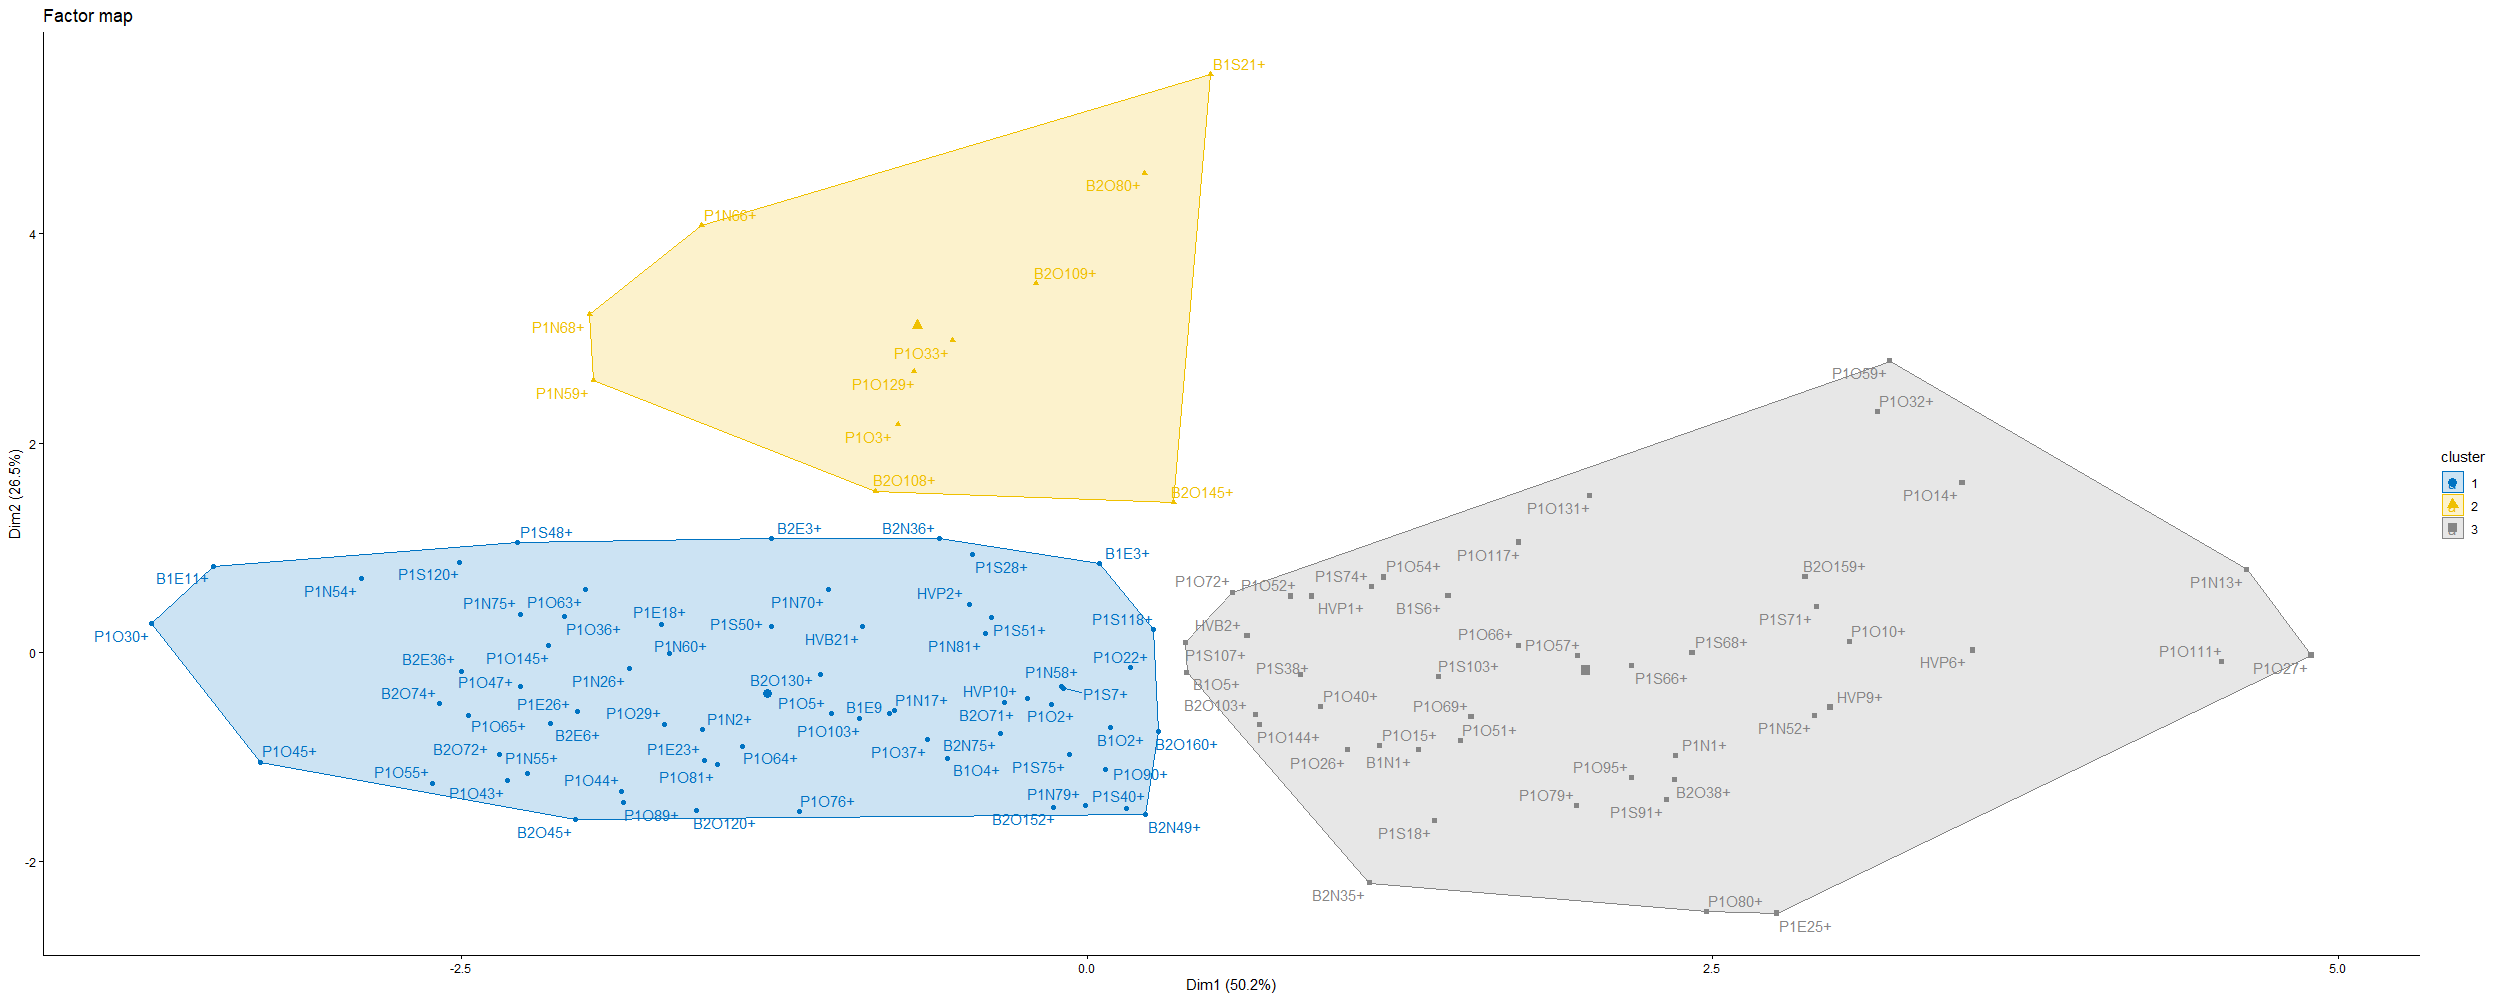 Factor map
B1S21+
B2O80+
P1N66+
B2O109+
P1N68+
P1O33+
P1O129+
P1N59+
P1O3+
B2O108+
B2O145+
P1O59+
P1O32+
P1O14+
P1O131+
P1O117+
P1S48+
B2E3+
B2N36+
B1E3+
P1S28+
B1E11+
P1S120+
P1N54+
P1N75+
P1O63+
P1E18+
P1N70+
HVP2+
P1O36+
P1S50+
HVB21+
P1S51+
P1S118+
P1O30+
P1N60+
P1N81+
P1O145+
B2E36+
P1O22+
P1O47+
P1N26+
B2O130+
P1N58+
B2O74+
P1S7+
HVP10+
P1N17+
P1E26+
P1O5+
B1E9
B2O71+
P1O2+
P1O29+
P1N2+
P1O65+
B2E6+
P1O103+
B1O2+
B2O160+
P1O45+
B2O72+
P1N55+
P1E23+
P1O64+
P1O37+
B2N75+
P1O55+
P1O44+
P1O81+
B1O4+
P1S75+
P1O90+
P1O43+
P1O76+
P1N79+
P1S40+
P1O89+
B2O120+
B2O152+
B2O45+
B2N49+
P1O72+
P1O52+
P1S74+
P1O54+
HVP1+
B1S6+
B2O159+
P1N13+
P1S71+
HVB2+
P1O66+
P1O57+
P1S68+
P1O10+
P1S107+
P1S38+
P1S103+
P1S66+
HVP6+
P1O111+
P1O27+
B1O5+
B2O103+
P1O40+
P1O69+
HVP9+
P1N52+
P1O144+
P1O15+
P1O51+
P1O26+
B1N1+
P1N1+
P1O95+
P1O79+
B2O38+
P1S91+
P1S18+
B2N35+
P1O80+
P1E25+
4
2
0
-2
-2.5
0.0
2.5
5.0
Dim2 (26.5%)
Dim1 (50.2%)
cluster
a 1
a 2
a 3